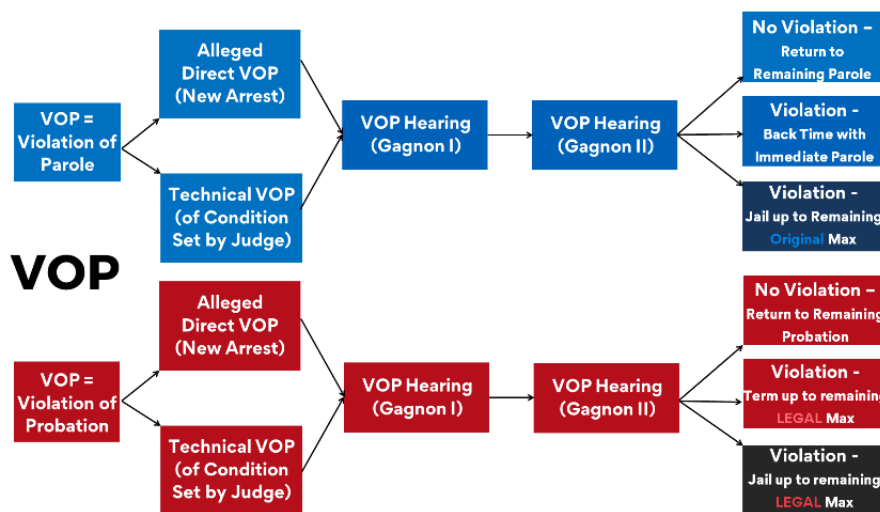 Alleged
Direct VOP
(New Arrest)
No Violation –
Return to
Remaining Parole
VOP =
Violation of
Parole
VOP Hearing
(Gagnon I)
VOP Hearing
(Gagnon II)
Violation -
Back Time with
Immediate Parole
Technical VOP
(of Condition
Set by Judge)
Violation -
Jail up to Remaining
Original Max
VOP
Alleged
Direct VOP
(New Arrest)
No Violation –
Return to Remaining
Probation
VOP =
Violation of
Probation
VOP Hearing
(Gagnon I)
VOP Hearing
(Gagnon II)
Violation -
Term up to remaining
LEGAL Max
Technical VOP
(of Condition
Set by Judge)
Violation -
Jail up to remaining
LEGAL Max